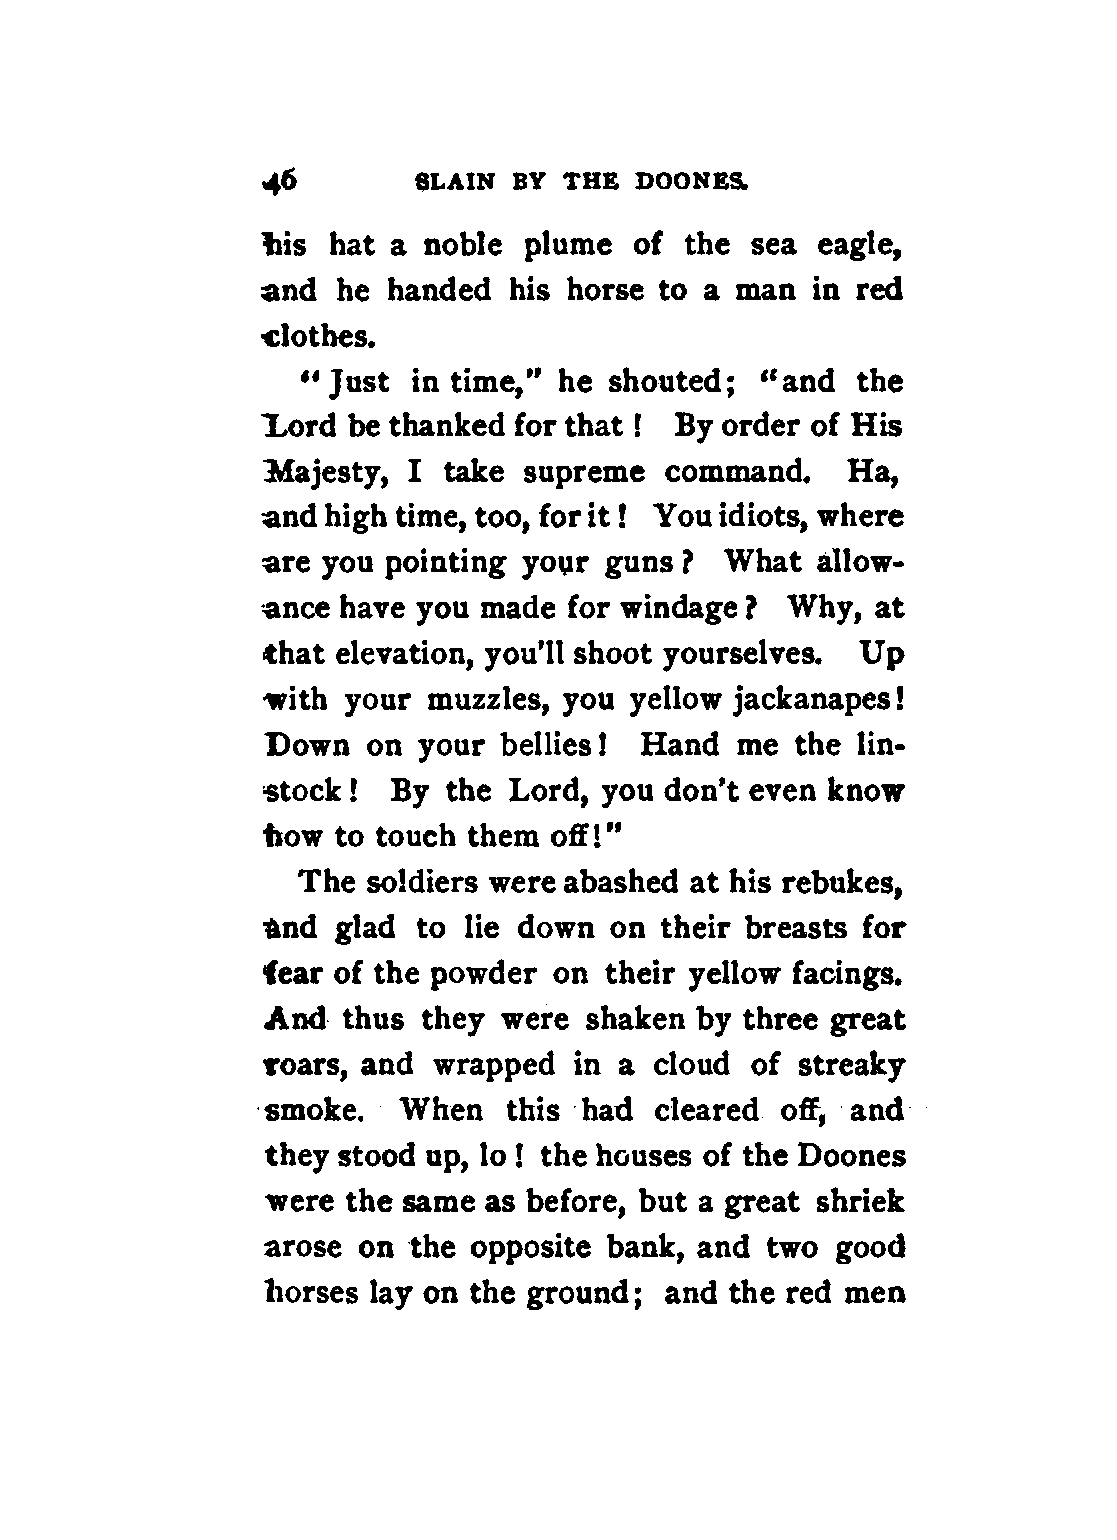 46 SLAIN BY THE DOONES.
his hat a noble plume of the sea eagle,
and he handed his horse to a man in red
clothes.
"Just in time," he shouted; "and the
Lord be thanked for that! By order of His
Majesty, I take supreme command. Ha,
and high time, too, for it! You idiots, where
are you pointing your guns? What allow-
ance have you made for windage? Why, at
that elevation, you'll shoot yourselves. Up
with your muzzles, you yellow jackanapes!
Down on your bellies! Hand me the lin-
stock! By the Lord, you don't even know
how to touch them off!"
The soldiers were abashed at his rebukes,
and glad to lie down on their breasts for
fear of the powder on their yellow facings.
And thus they were shaken by three great
roars, and wrapped in a cloud of streaky
smoke. When this had cleared off, and
they stood up, lo! the houses of the Doones
were the same as before, but a great shriek
arose on the opposite bank, and two good
horses lay on the ground; and the red men